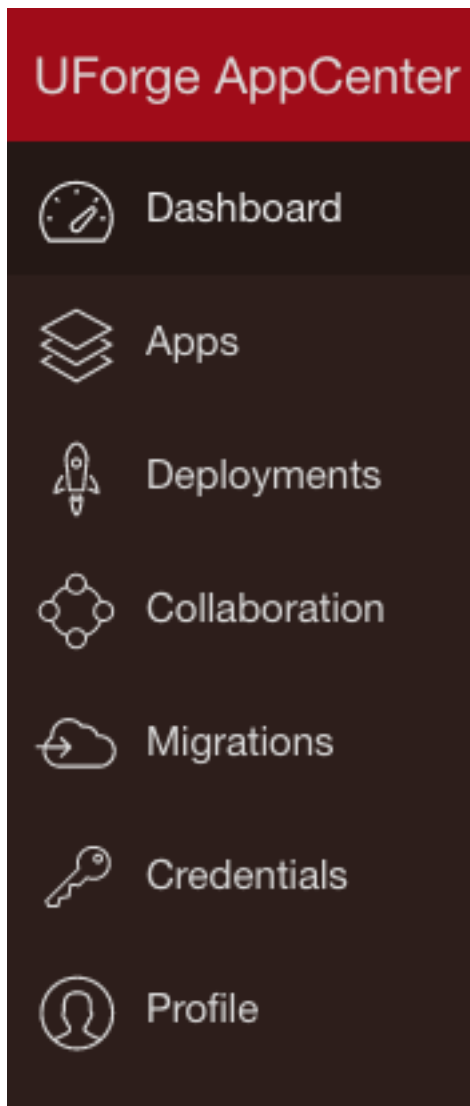 UForge AppCenter
Dashboard
Apps
Deployments
Collaboration
Migrations
Credentials
Profile